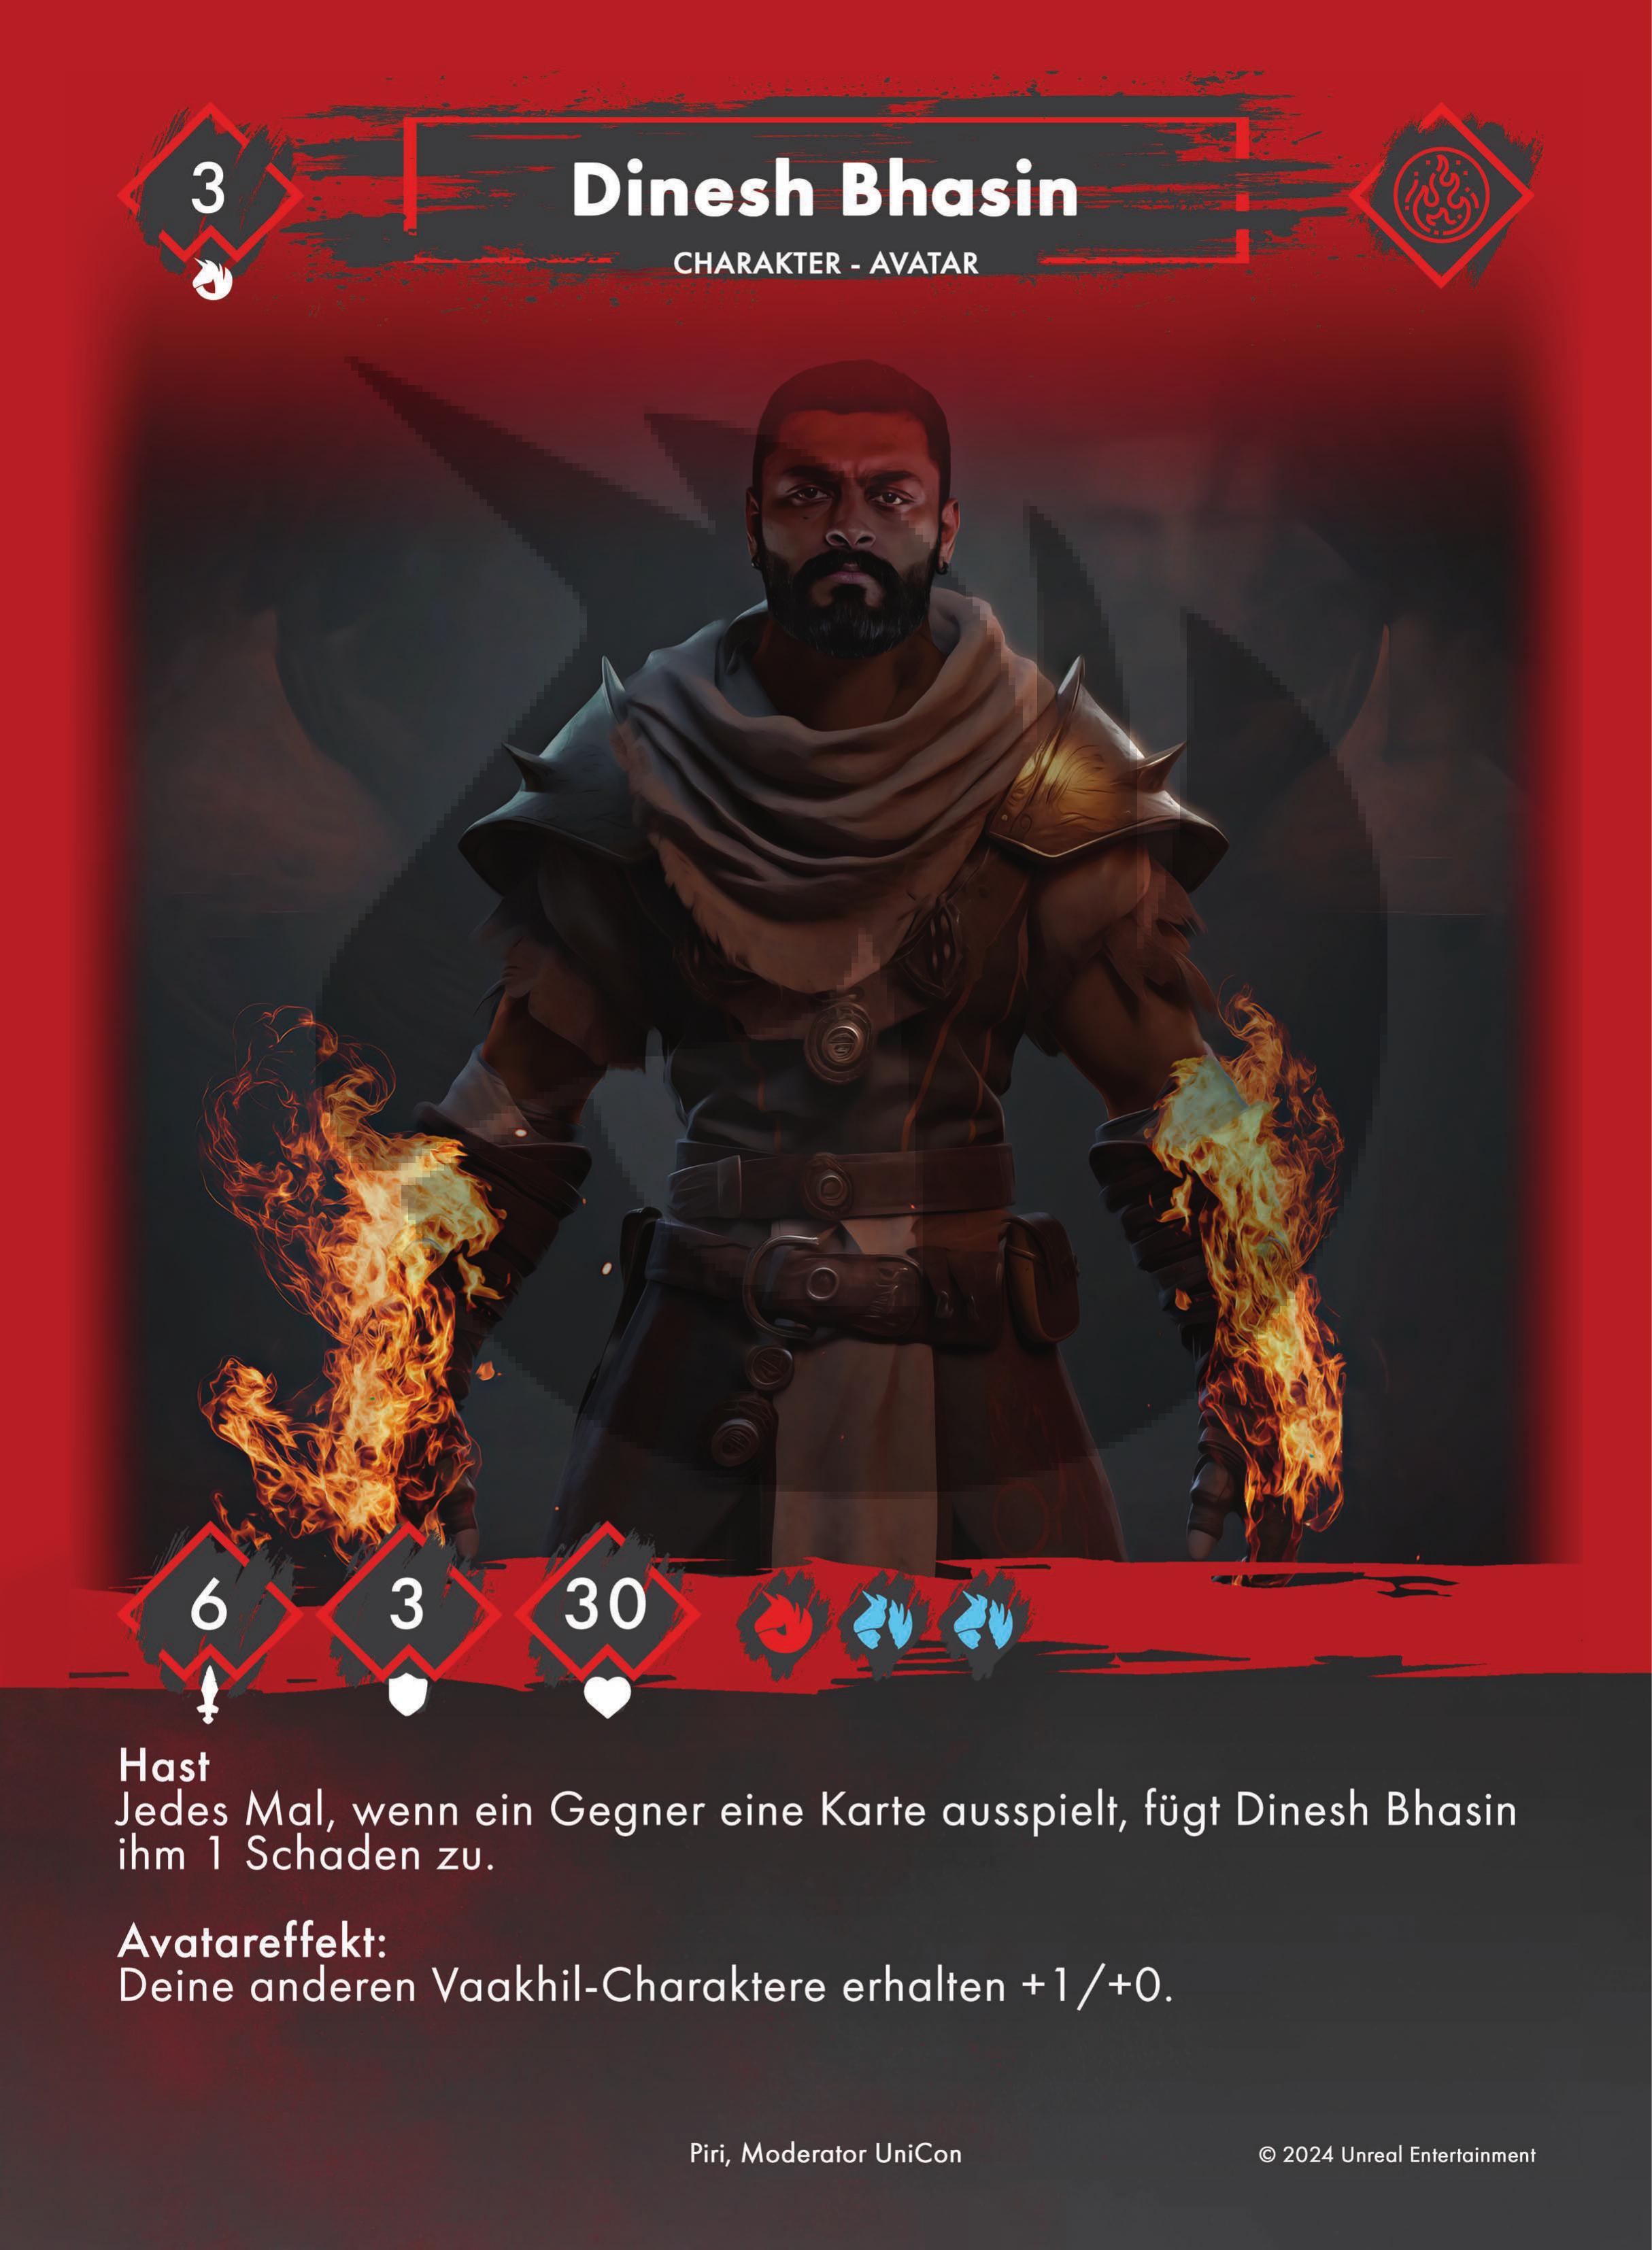 3
Dinesh Bhasin
CHARAKTER - AVATAR
6
3
30
Hast
Jedes Mal, wenn ein Gegner eine Karte ausspielt, fügt Dinesh Bhasin
ihm 1 Schaden zu.
Avatareffekt:
Deine anderen Vaakhil-Charaktere erhalten +1/+0.
Piri, Moderator UniCon
© 2024 Unreal Entertainment